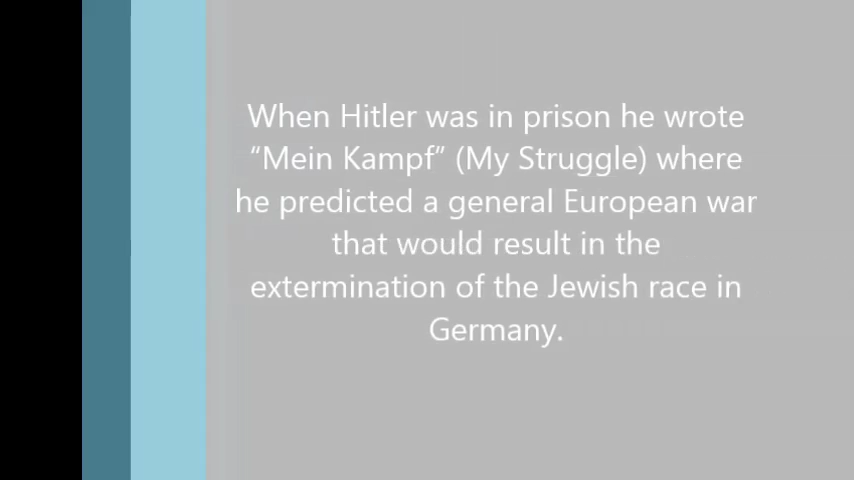 When Hitler was in prison he wrote
“Mein Kampf” (My Struggle) where
he predicted a general European war
that would result in the
extermination of the Jewish race in
Germany.